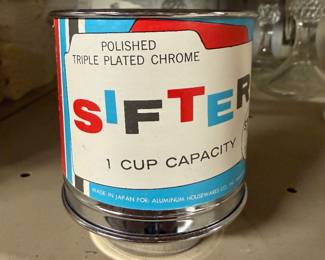 POLISHED
TRIPLE PLATED CHROME
SIFTER
1 CUP CAPACITY
MADE IN JAPAN FOR: ALUMINUM HOUSEWARES CO.